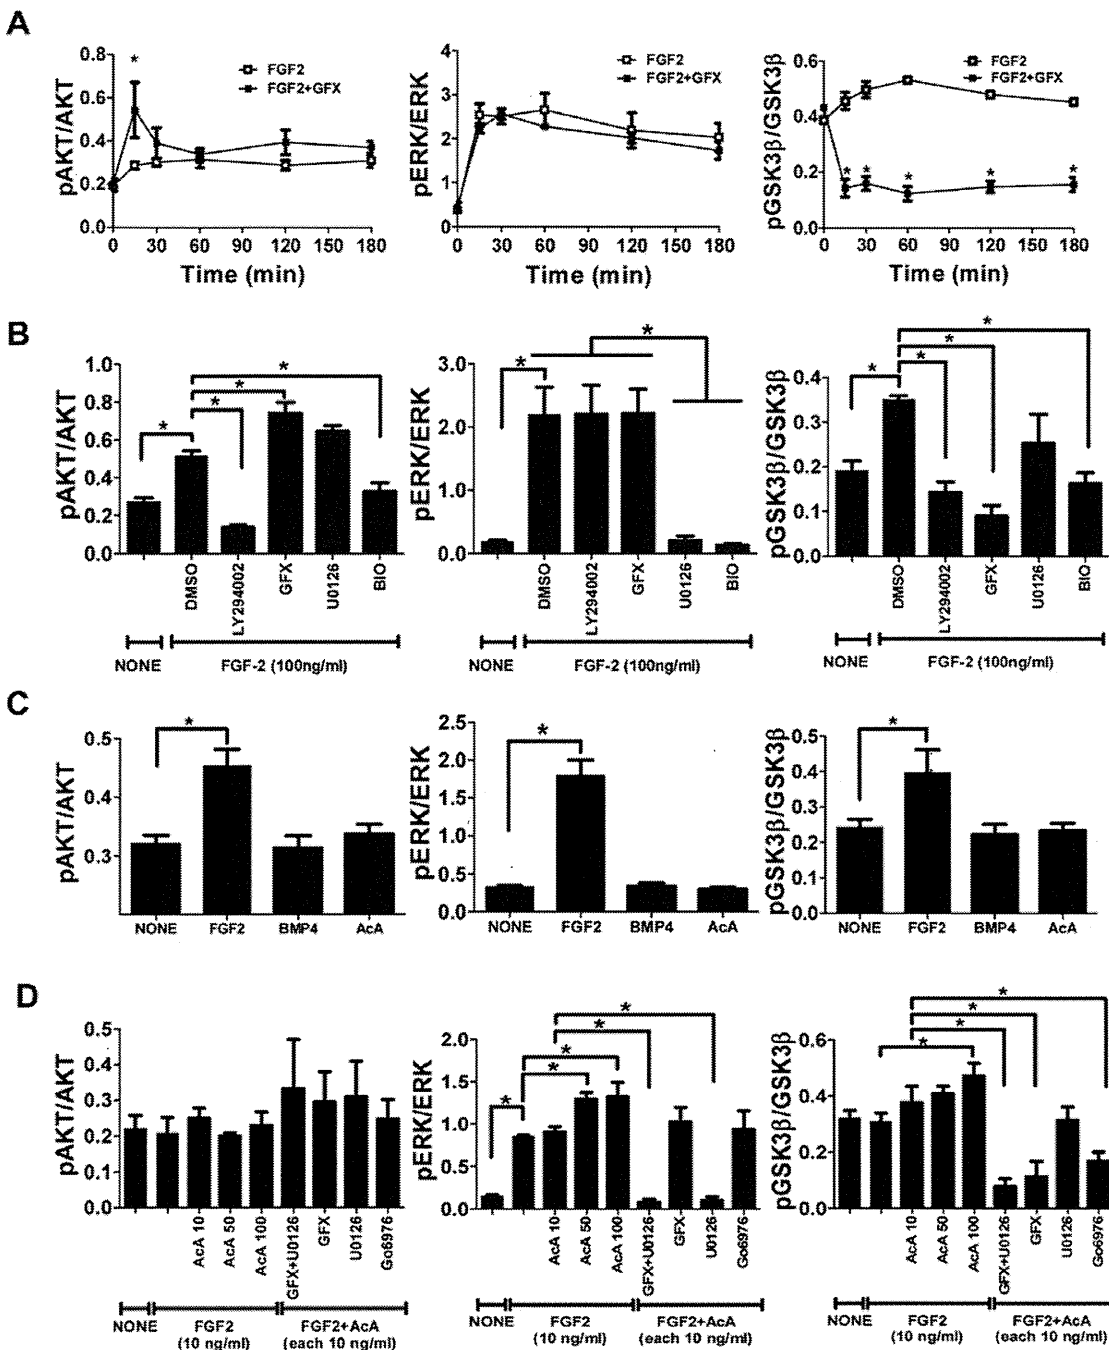 A
pAKT/AKT
0.8
0.6
0.4
0.2
0.0
* 
FGF2
FGF2+GFX
0 30 60 90 120 150 180
Time (min)
pERK/ERK
4
3
2
1
0
FGF2
FGF2+GFX
0 30 60 90 120 150 180
Time (min)
pGSK3β/GSK3β
0.6
0.4
0.2
0.0
FGF2
FGF2+GFX
* * * * *
0 30 60 90 120 150 180
Time (min)
B
pAKT/AKT
1.0
0.8
0.6
0.4
0.2
0.0
*
*
*
*
-
DMSO
LY294002
GFX
U0126
BIO
NONE
FGF-2 (100ng/ml)
pERK/ERK
3.0
2.0
1.0
0.0
*
*
-
DMSO
LY294002
GFX
U0126
BIO
NONE
FGF-2 (100ng/ml)
pGSK3β/GSK3β
0.4
0.3
0.2
0.1
0.0
*
*
*
*
-
DMSO
LY294002
GFX
U0126
BIO
NONE
FGF-2 (100ng/ml)
C
pAKT/AKT
0.5
0.4
0.3
*
NONE FGF2 BMP4 AcA
pERK/ERK
2.5
2.0
1.5
1.0
0.5
0.0
*
NONE FGF2 BMP4 AcA
pGSK3β/GSK3β
0.5
0.4
0.3
0.2
0.1
0.0
*
NONE FGF2 BMP4 AcA
D
pAKT/AKT
0.5
0.4
0.3
0.2
0.1
0.0
-
-
AcA 10
AcA 50
AcA 100
GFX+U0126
GFX
U0126
Go6976
NONE
FGF2
(10 ng/ml)
FGF2+AcA
(each 10 ng/ml)
pERK/ERK
2.0
1.5
1.0
0.5
0.0
*
*
*
*
*
-
-
AcA 10
AcA 50
AcA 100
GFX+U0126
GFX
U0126
Go6976
NONE
FGF2
(10 ng/ml)
FGF2+AcA
(each 10 ng/ml)
pGSK3β/GSK3β
0.6
0.4
0.2
0.0
*
*
*
*
-
-
AcA 10
AcA 50
AcA 100
GFX+U0126
GFX
U0126
Go6976
NONE
FGF2
(10 ng/ml)
FGF2+AcA
(each 10 ng/ml)